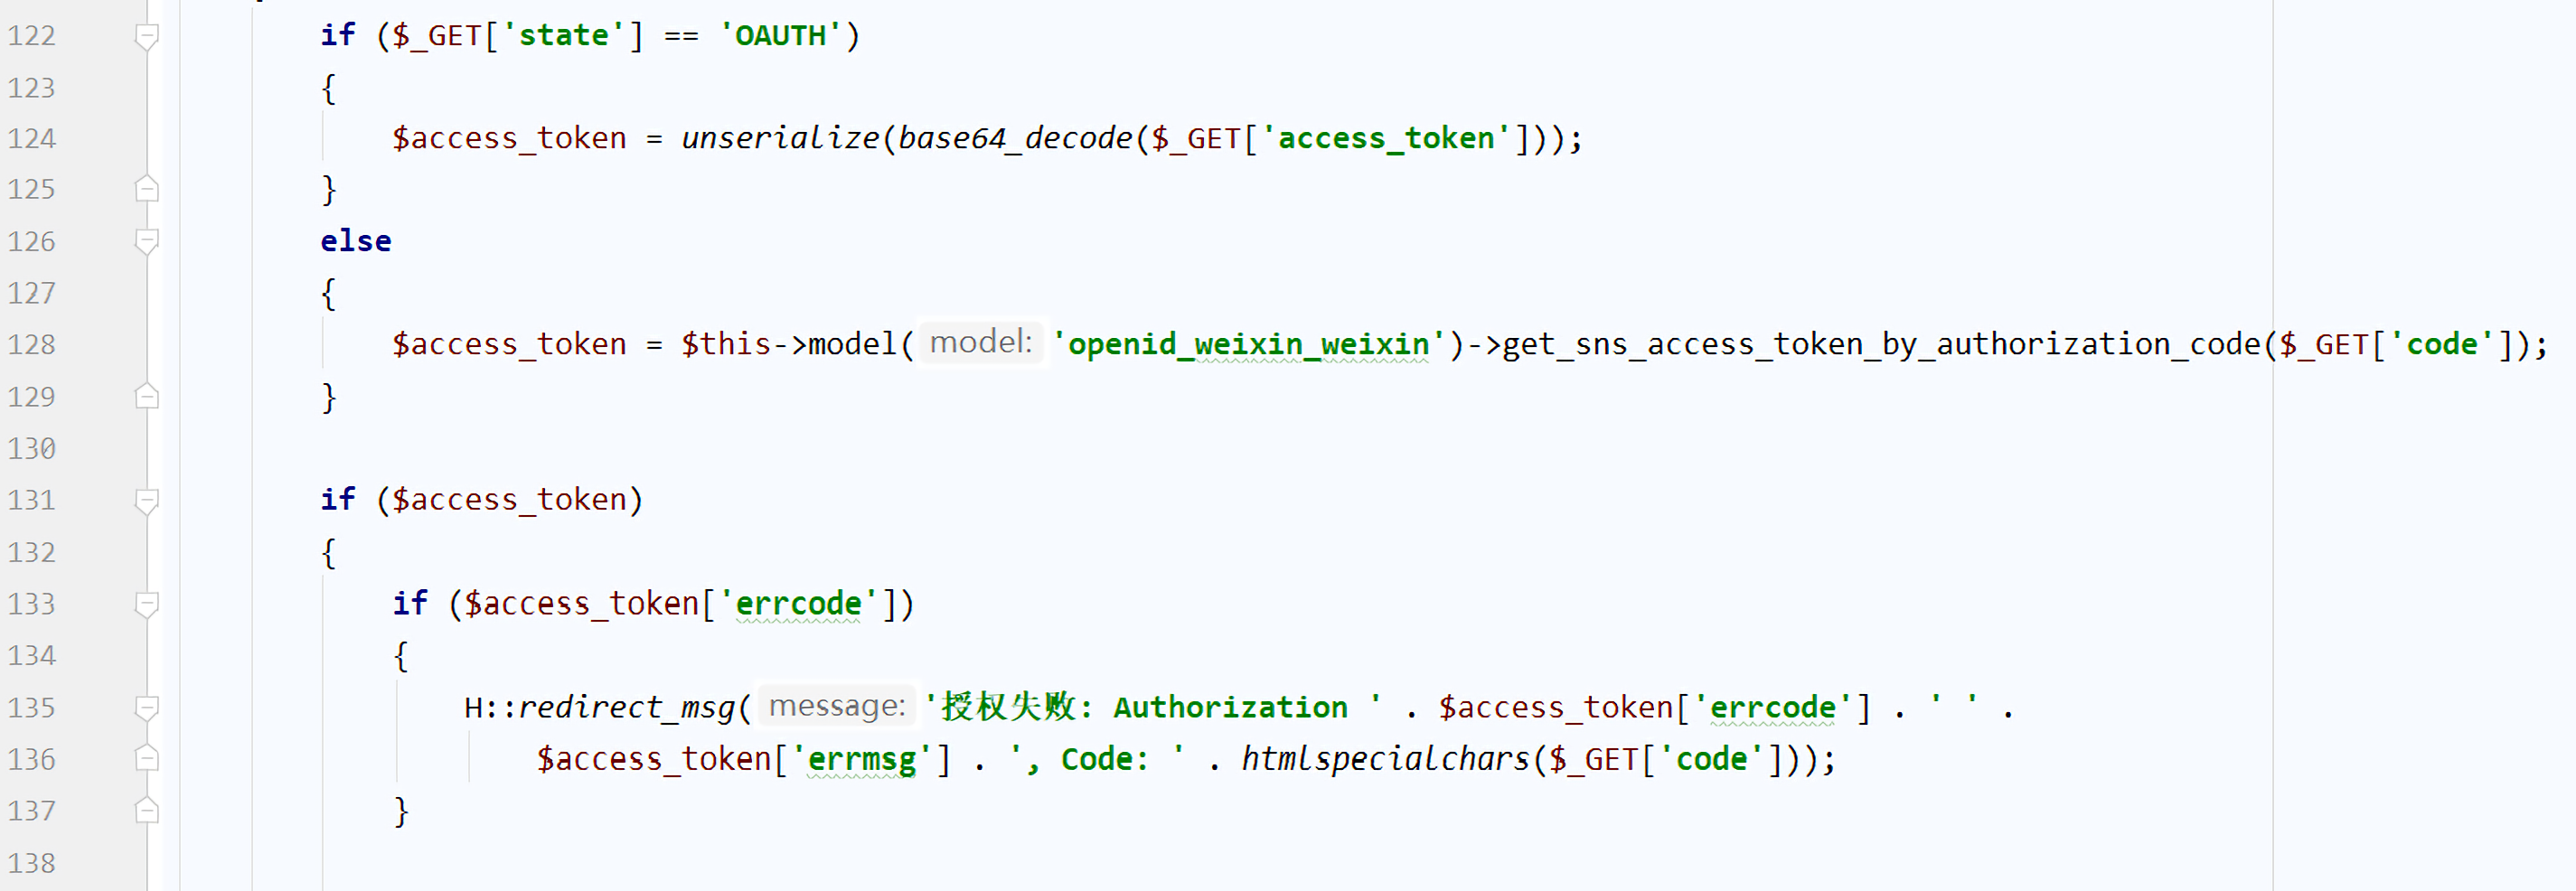 122 if ($_GET['state'] == 'OAUTH')
123 {
124 $access_token = unserialize(base64_decode($_GET['access_token']));
125 }
126 else
127 {
128 $access_token = $this->model( model: 'openid_weixin_weixin')->get_sns_access_token_by_authorization_code($_GET['code']);
129 }
130
131 if ($access_token)
132 {
133 if ($access_token['errcode'])
134 {
135 H::redirect_msg( message: '授权失败: Authorization ' . $access_token['errcode'] . ' ' .
136 $access_token['errmsg'] . ', Code: ' . htmlspecialchars($_GET['code']));
137 }
138